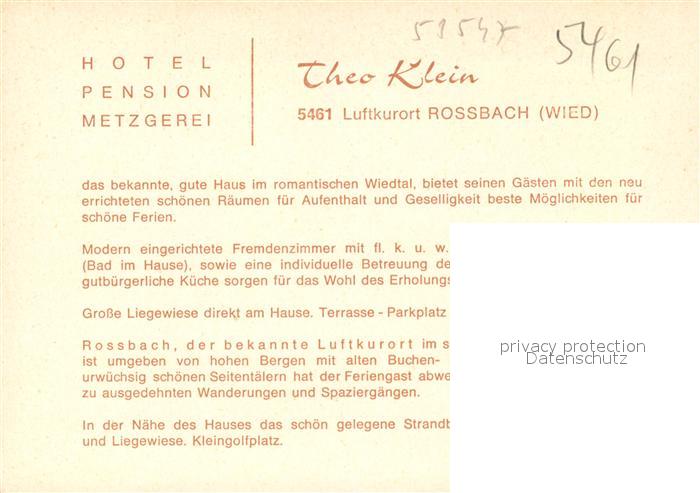 51547 5461
HOTEL
PENSION
METZGEREI
Theo Klein
5461 Luftkurort ROSSBACH (WIED)
das bekannte, gute Haus im romantischen Wiedtal, bietet seinen Gästen mit den neu
errichteten schönen Räumen für Aufenthalt und Geselligkeit beste Möglichkeiten für
schöne Ferien.
Modern eingerichtete Fremdenzimmer mit fl. k. u. w.
(Bad im Hause), sowie eine individuelle Betreuung de
gutbürgerliche Küche sorgen für das Wohl des Erholungs
Große Liegewiese direkt am Hause. Terrasse - Parkplatz
Rossbach, der bekannte Luftkurort im s
ist umgeben von hohen Bergen mit alten Buchen-
urwüchsig schönen Seitentälern hat der Feriengast abwe
zu ausgedehnten Wanderungen und Spaziergängen.
In der Nähe des Hauses das schön gelegene Strandb
und Liegewiese. Kleingolfplatz.
privacy protection
Datenschutz